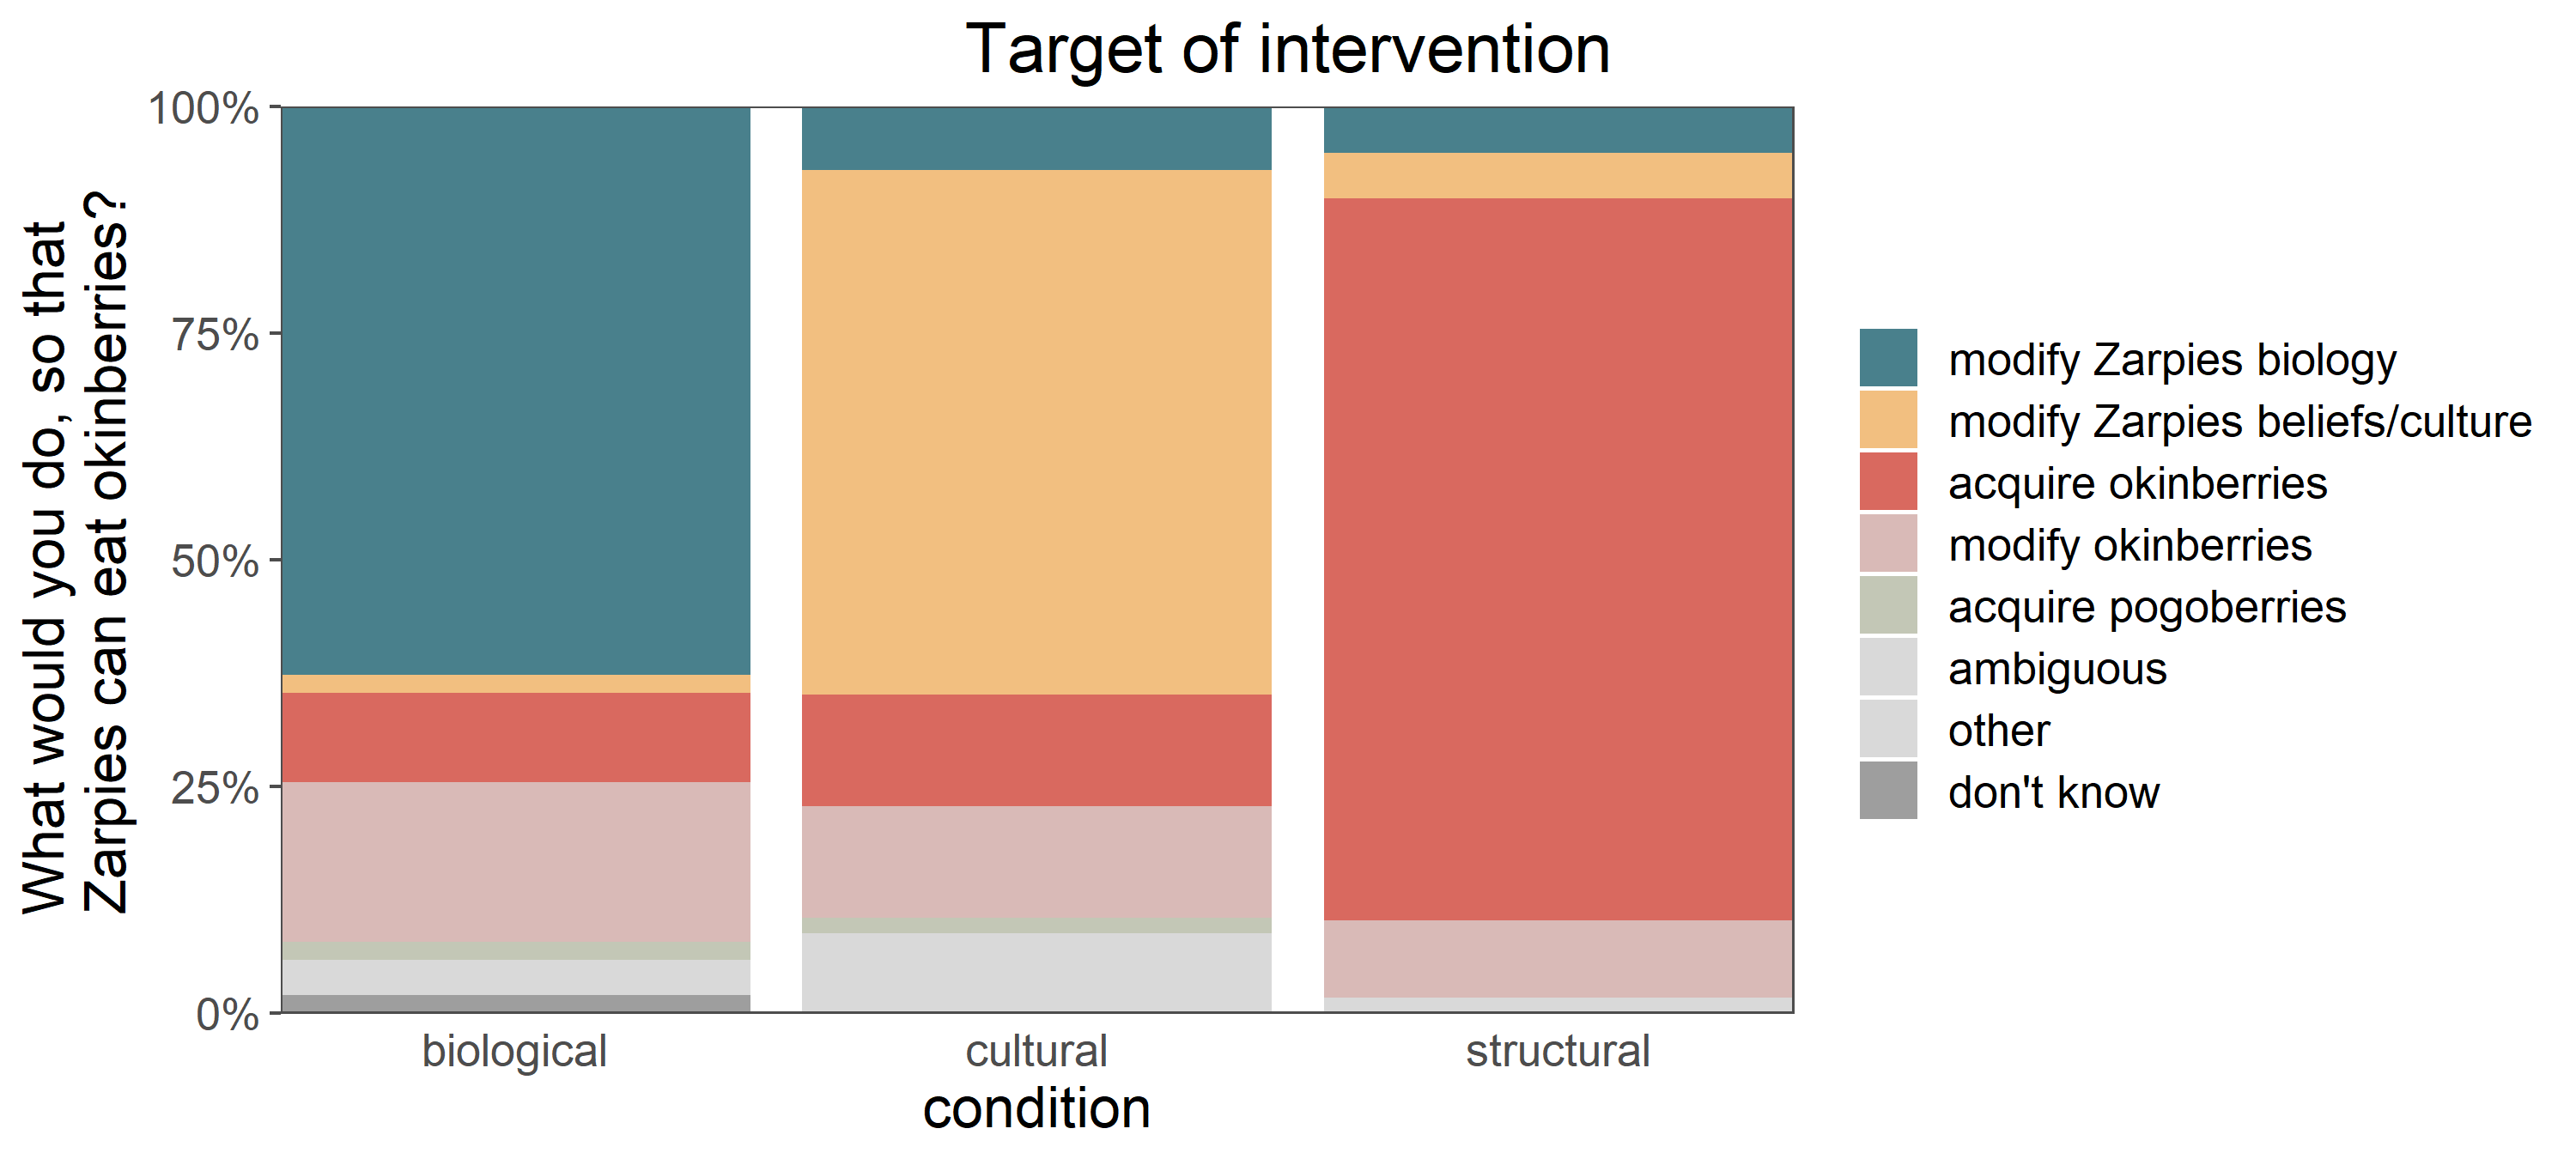 Target of intervention
What would you do, so that
Zarpies can eat okinberries?
100%
75%
50%
25%
0%
biological
cultural
structural
condition
modify Zarpies biology
modify Zarpies beliefs/culture
acquire okinberries
modify okinberries
acquire pogoberries
ambiguous
other
don't know